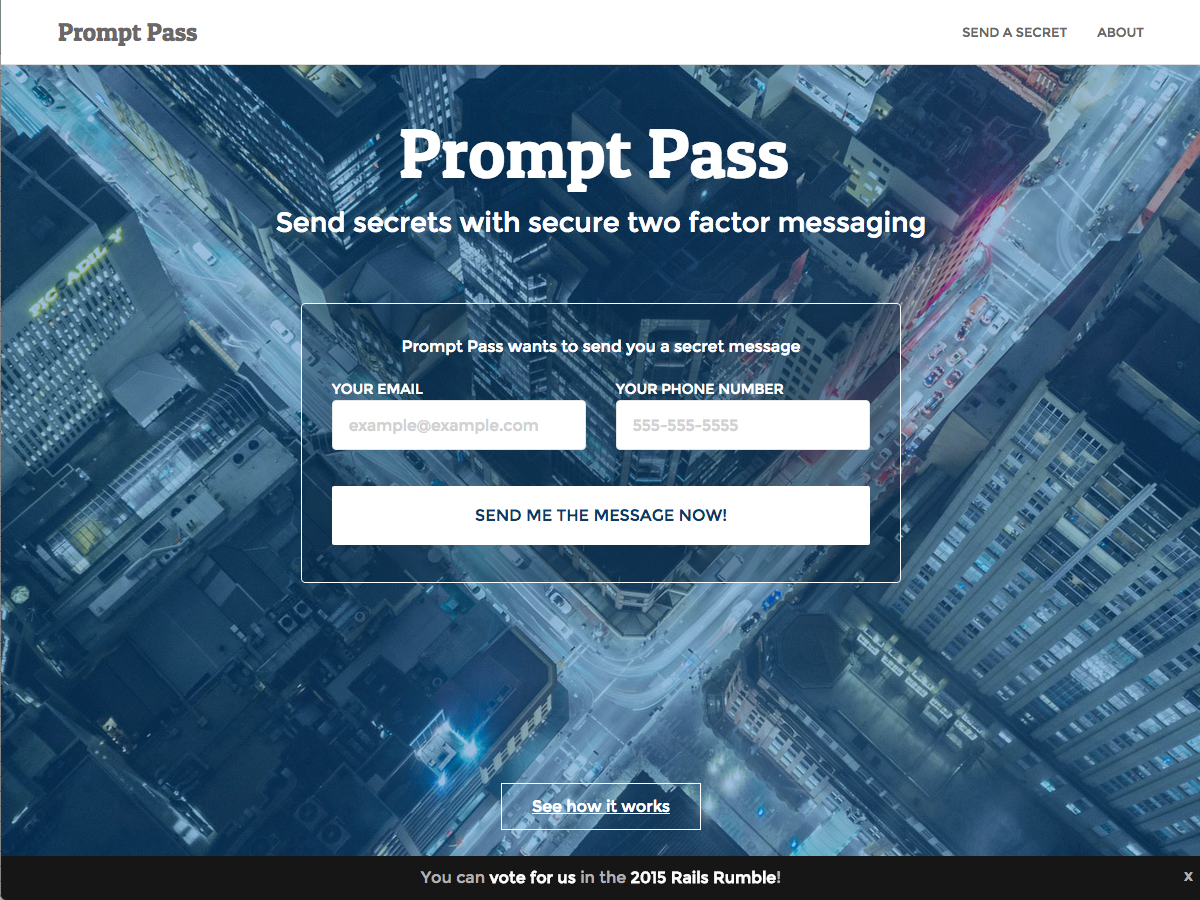 Prompt Pass
SEND A SECRET
ABOUT
Prompt Pass
Send secrets with secure two factor messaging
PICCADILLY
Prompt Pass wants to send you a secret message
YOUR EMAIL
YOUR PHONE NUMBER
example@example.com
555-555-5555
SEND ME THE MESSAGE NOW!
See how it works
You can vote for us in the 2015 Rails Rumble!
x